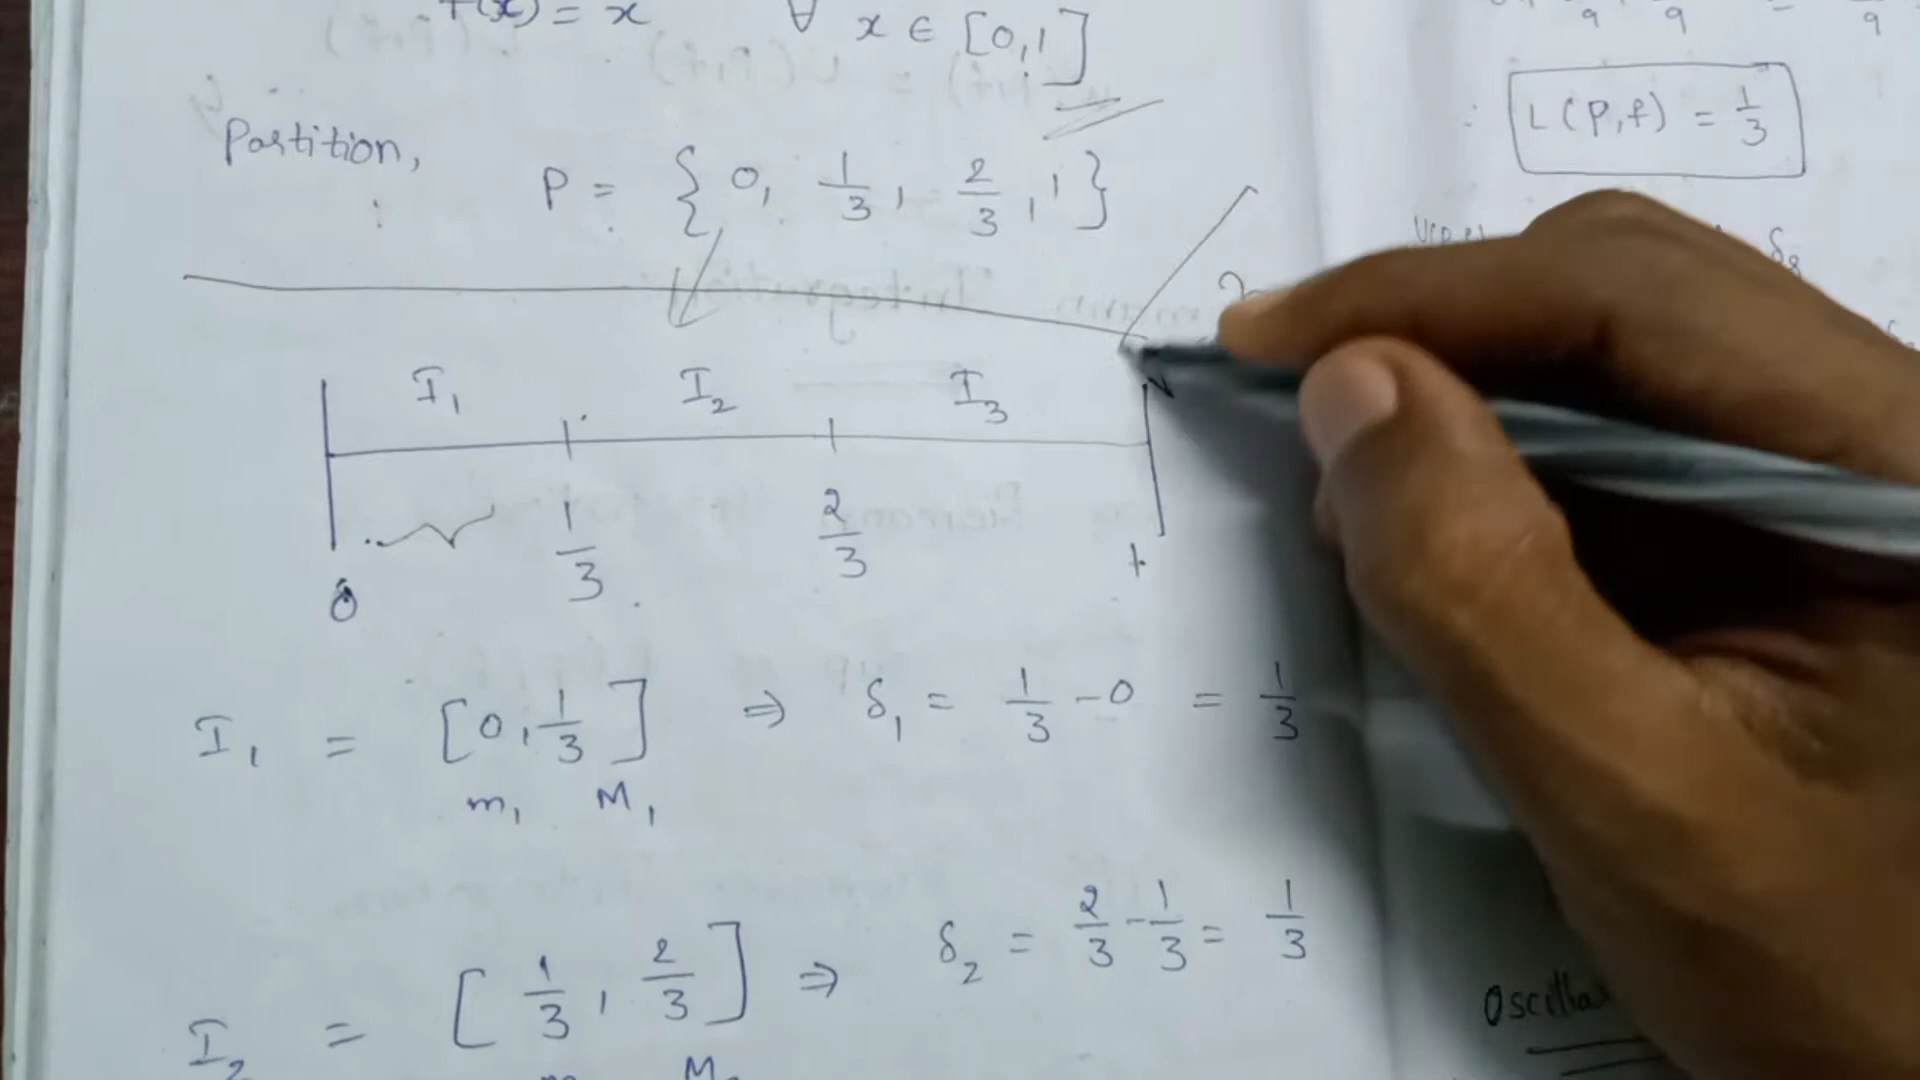 f(x) = x ∀ x ∈ [0,1]
Partition,
P = { 0, 1/3, 2/3, 1 }
I₁ I₂ I₃
0 1/3 2/3 1
I₁ = [0, 1/3] ⇒ δ₁ = 1/3 - 0 = 1/3
m₁ M₁
I₂ = [1/3, 2/3] ⇒ δ₂ = 2/3 - 1/3 = 1/3
∴ L(P,f) = 1/3